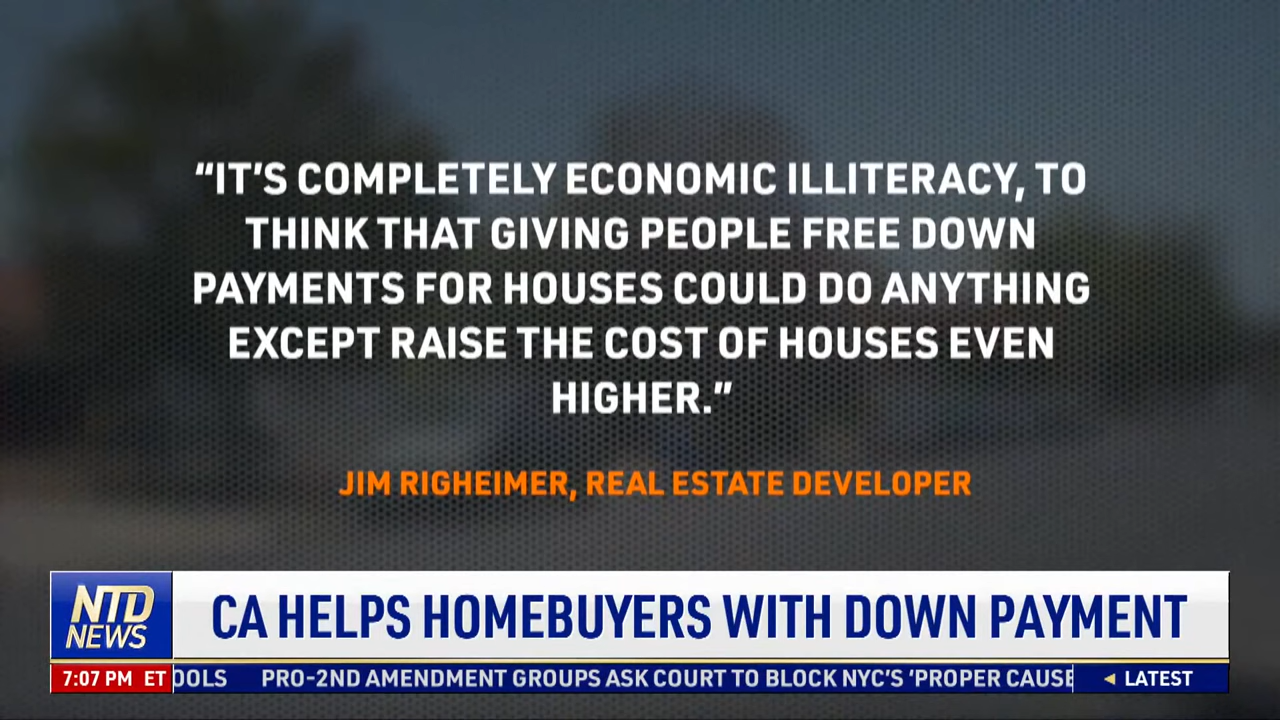 “IT’S COMPLETELY ECONOMIC ILLITERACY, TO
THINK THAT GIVING PEOPLE FREE DOWN
PAYMENTS FOR HOUSES COULD DO ANYTHING
EXCEPT RAISE THE COST OF HOUSES EVEN
HIGHER.”
JIM RIGHEIMER, REAL ESTATE DEVELOPER
NTD
NEWS
CA HELPS HOMEBUYERS WITH DOWN PAYMENT
7:07 PM ET OOLS PRO-2ND AMENDMENT GROUPS ASK COURT TO BLOCK NYC’S ‘PROPER CAUSE ◄ LATEST